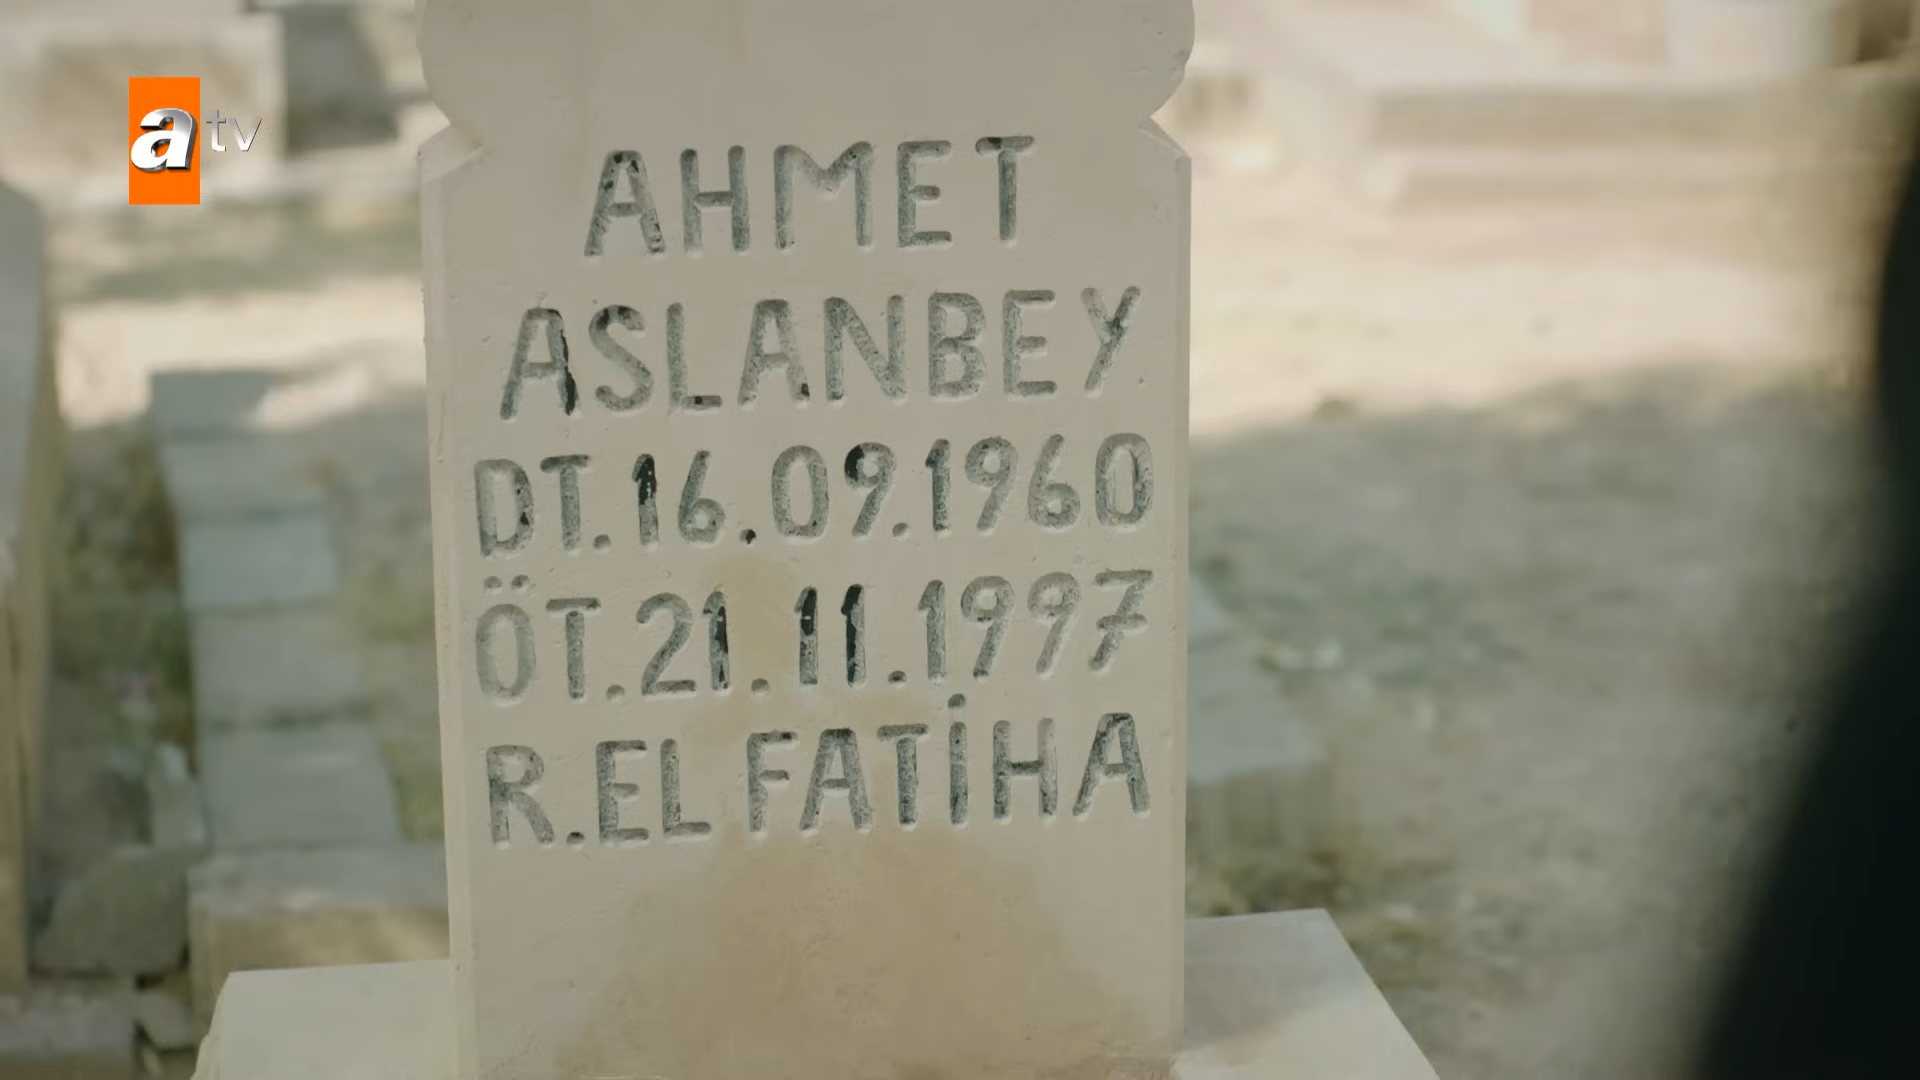 atv
AHMET
ASLANBEY
DT.16.09.1960
ÖT.21.11.1997
R.EL FATİHA